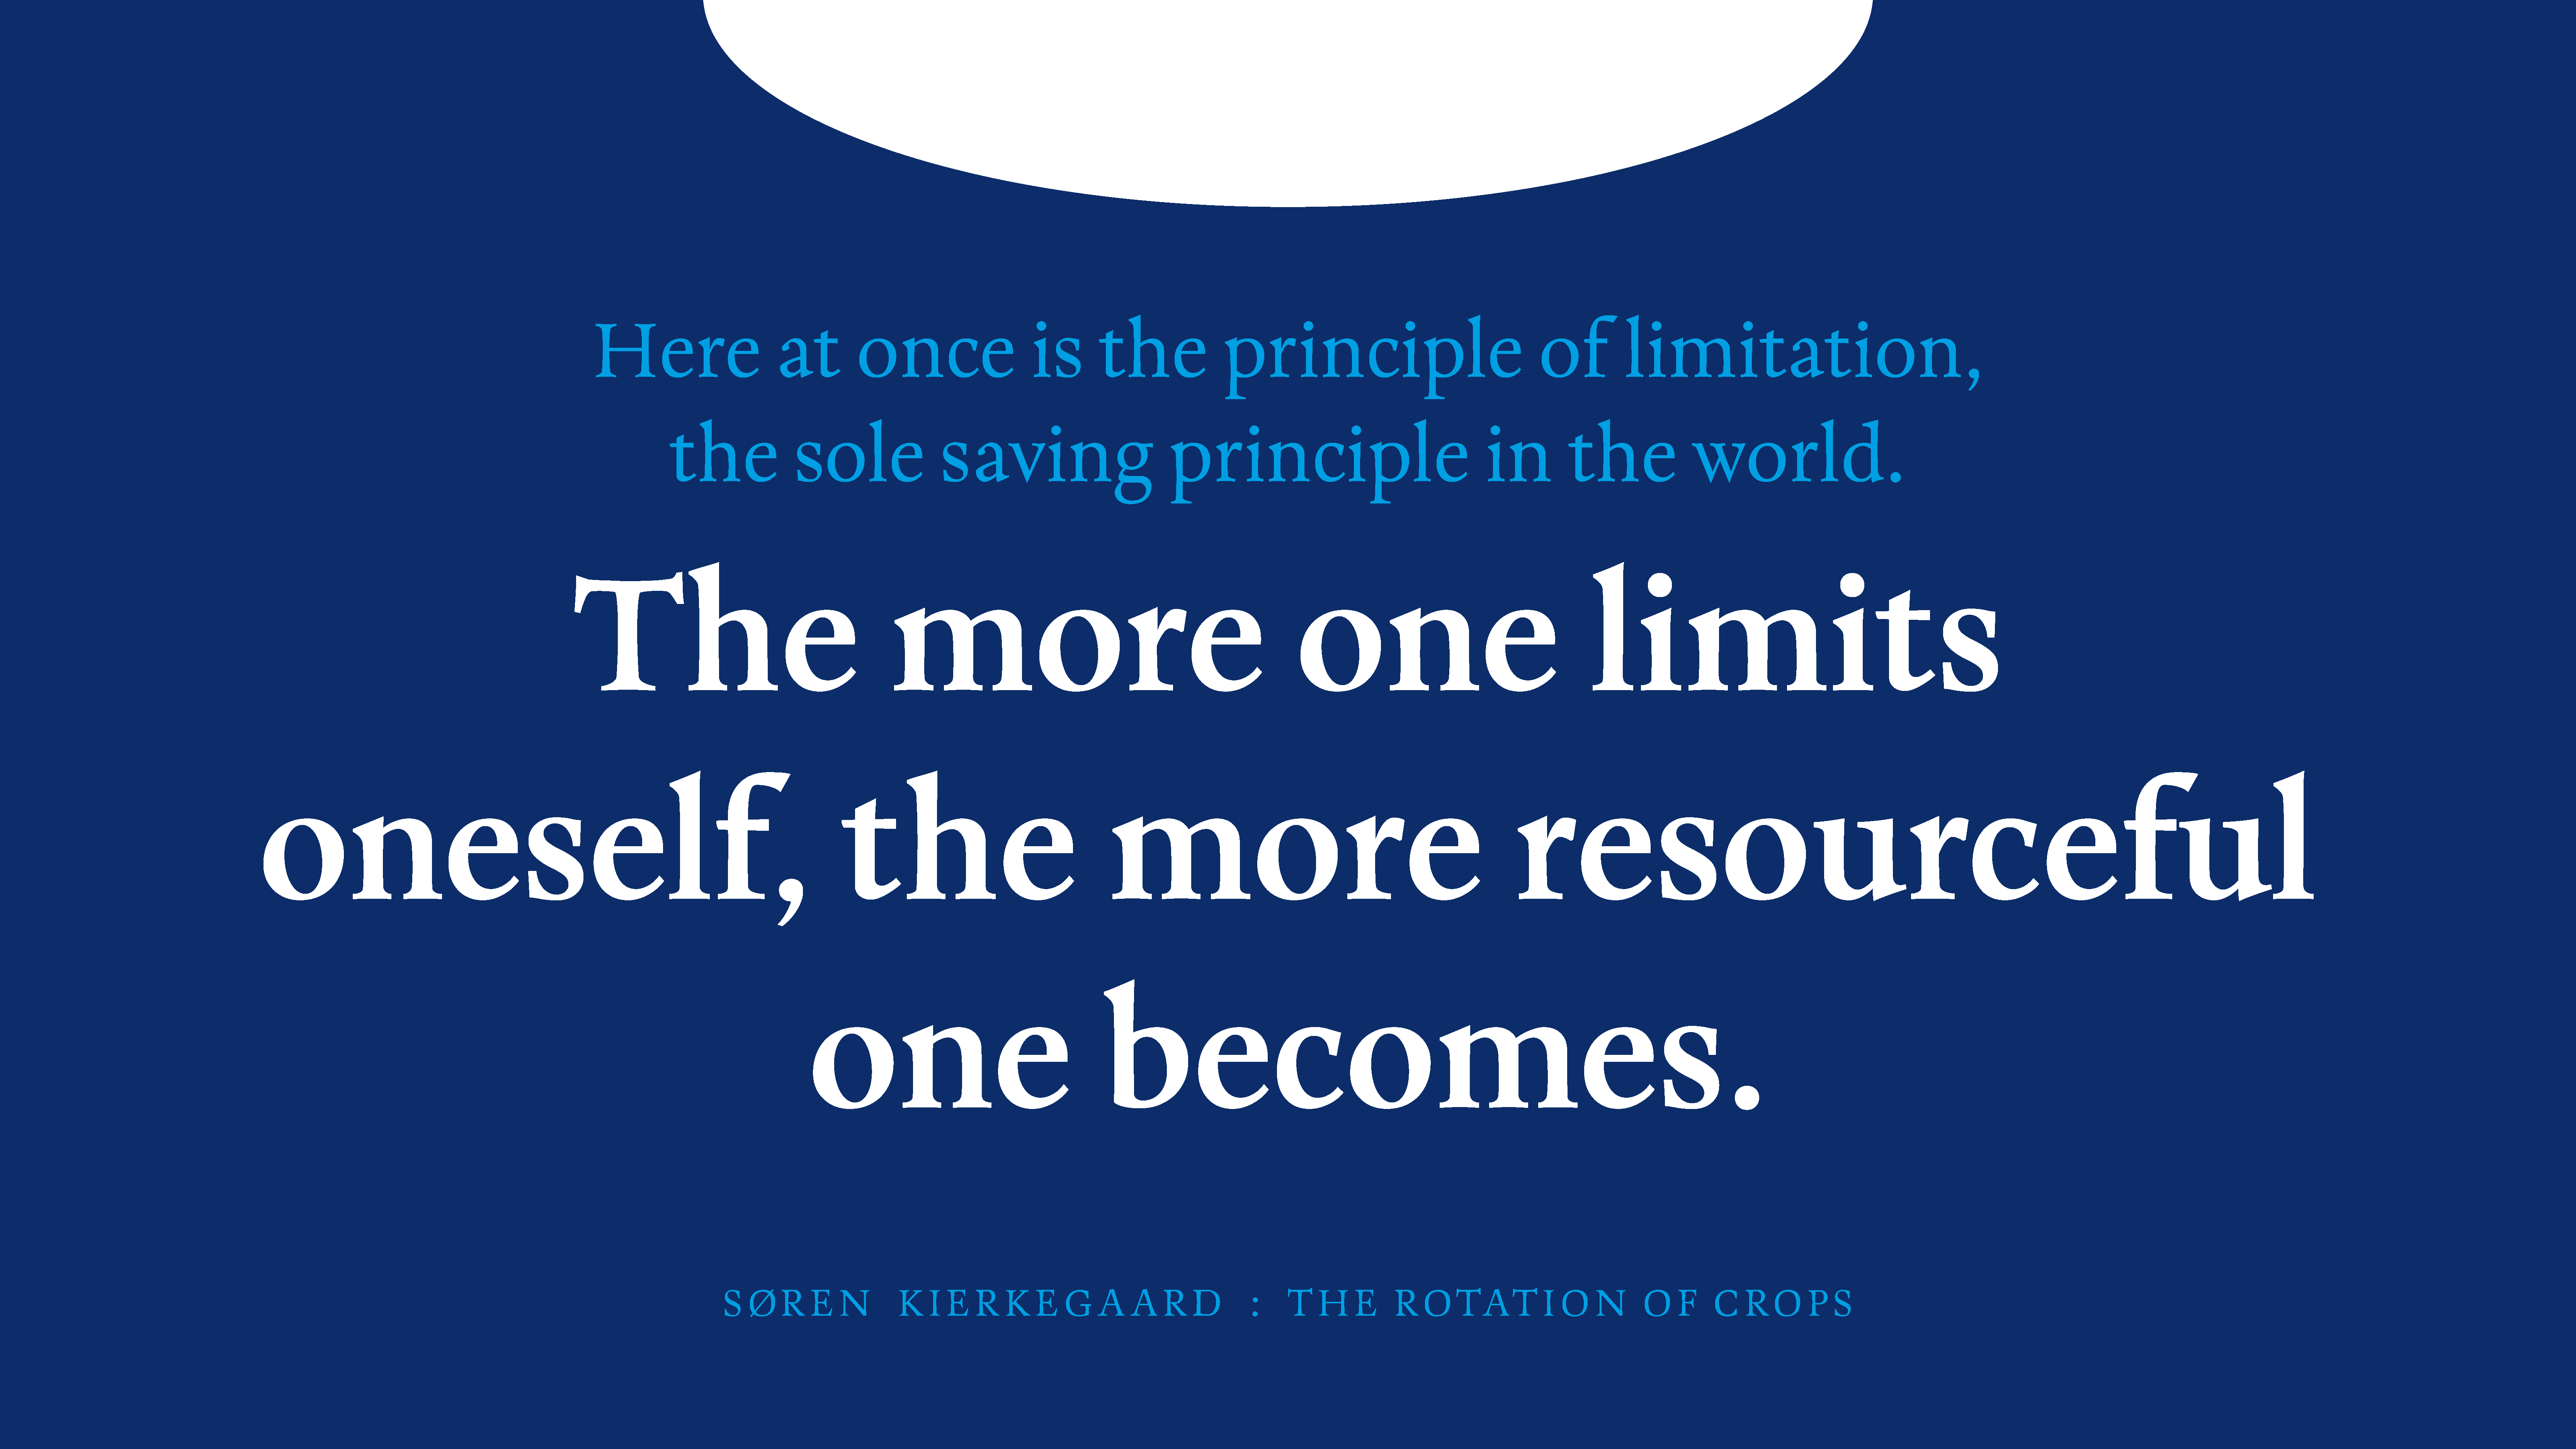 Here at once is the principle of limitation,
the sole saving principle in the world.
The more one limits
oneself, the more resourceful
one becomes.
SØREN KIERKEGAARD : THE ROTATION OF CROPS